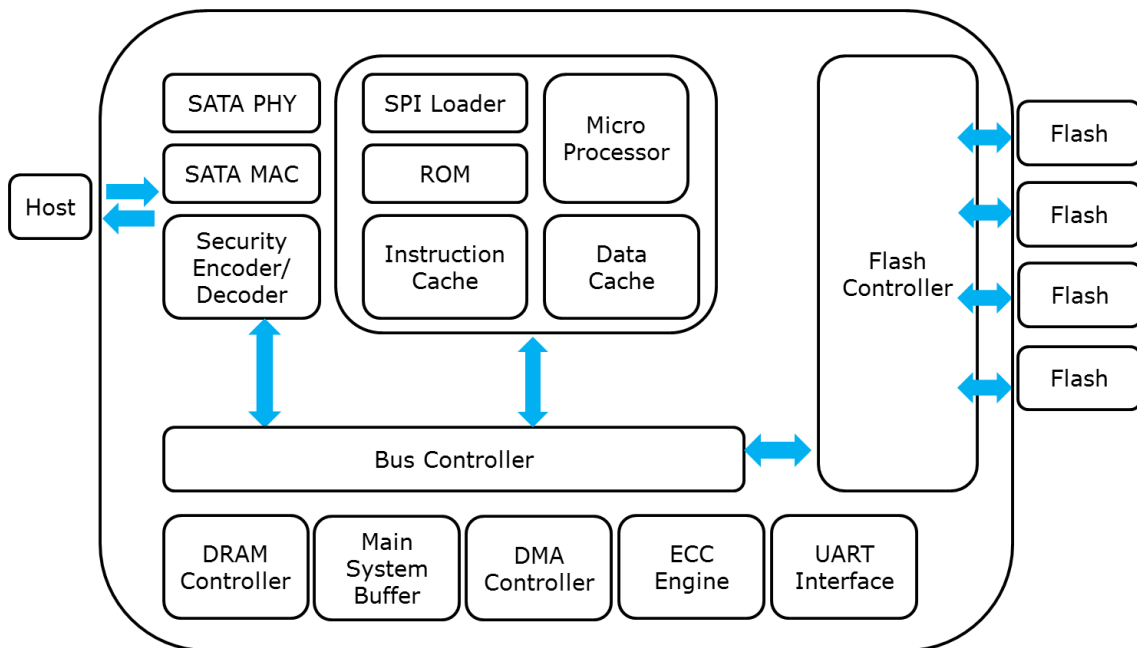 Host
SATA PHY
SATA MAC
Security
Encoder/
Decoder
SPI Loader
ROM
Instruction
Cache
Micro
Processor
Data
Cache
Flash
Controller
Flash
Flash
Flash
Flash
Bus Controller
DRAM
Controller
Main
System
Buffer
DMA
Controller
ECC
Engine
UART
Interface